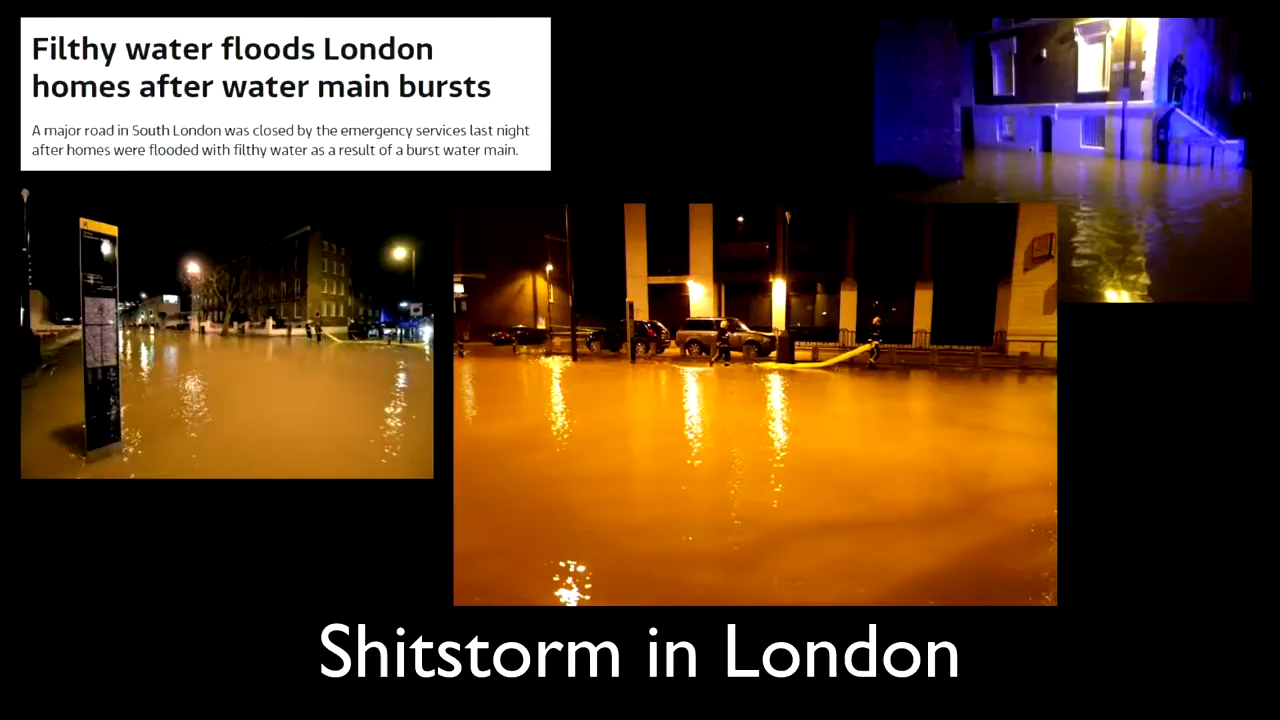 Filthy water floods London
homes after water main bursts
A major road in South London was closed by the emergency services last night
after homes were flooded with filthy water as a result of a burst water main.
Shitstorm in London